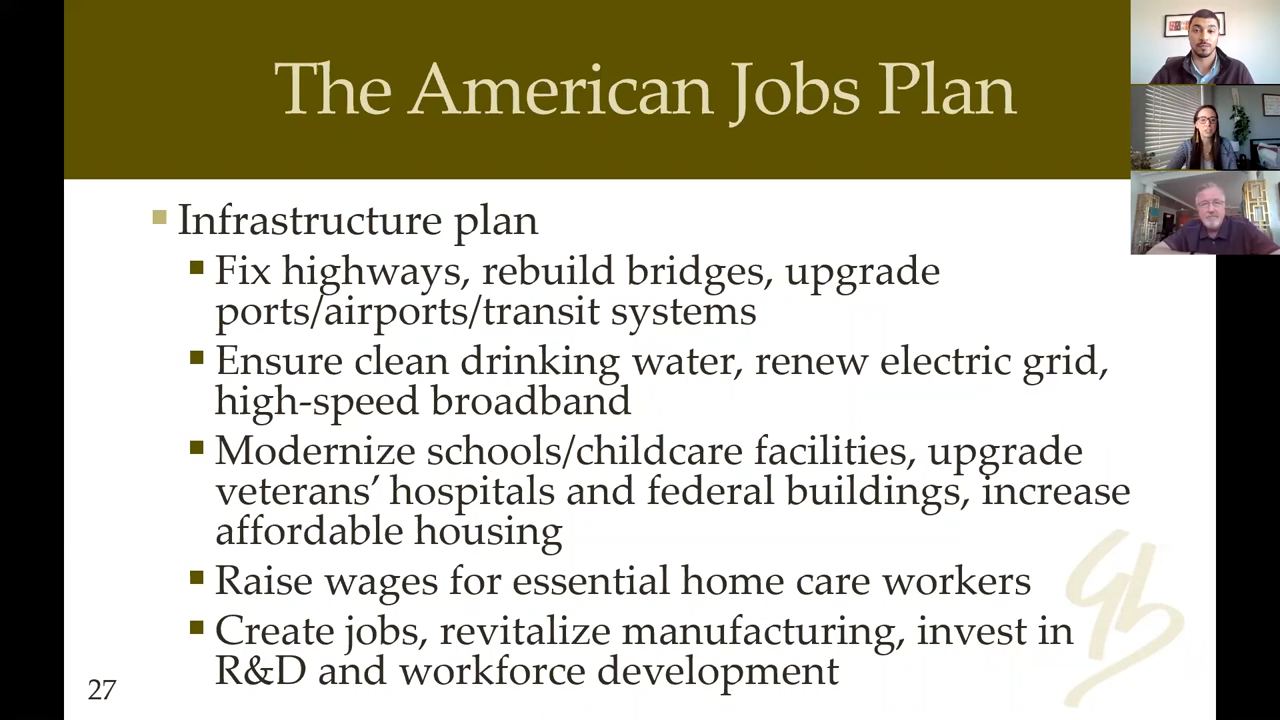 The American Jobs Plan
Infrastructure plan
Fix highways, rebuild bridges, upgrade
ports/airports/transit systems
Ensure clean drinking water, renew electric grid,
high-speed broadband
Modernize schools/childcare facilities, upgrade
veterans’ hospitals and federal buildings, increase
affordable housing
Raise wages for essential home care workers
Create jobs, revitalize manufacturing, invest in
R&D and workforce development
27